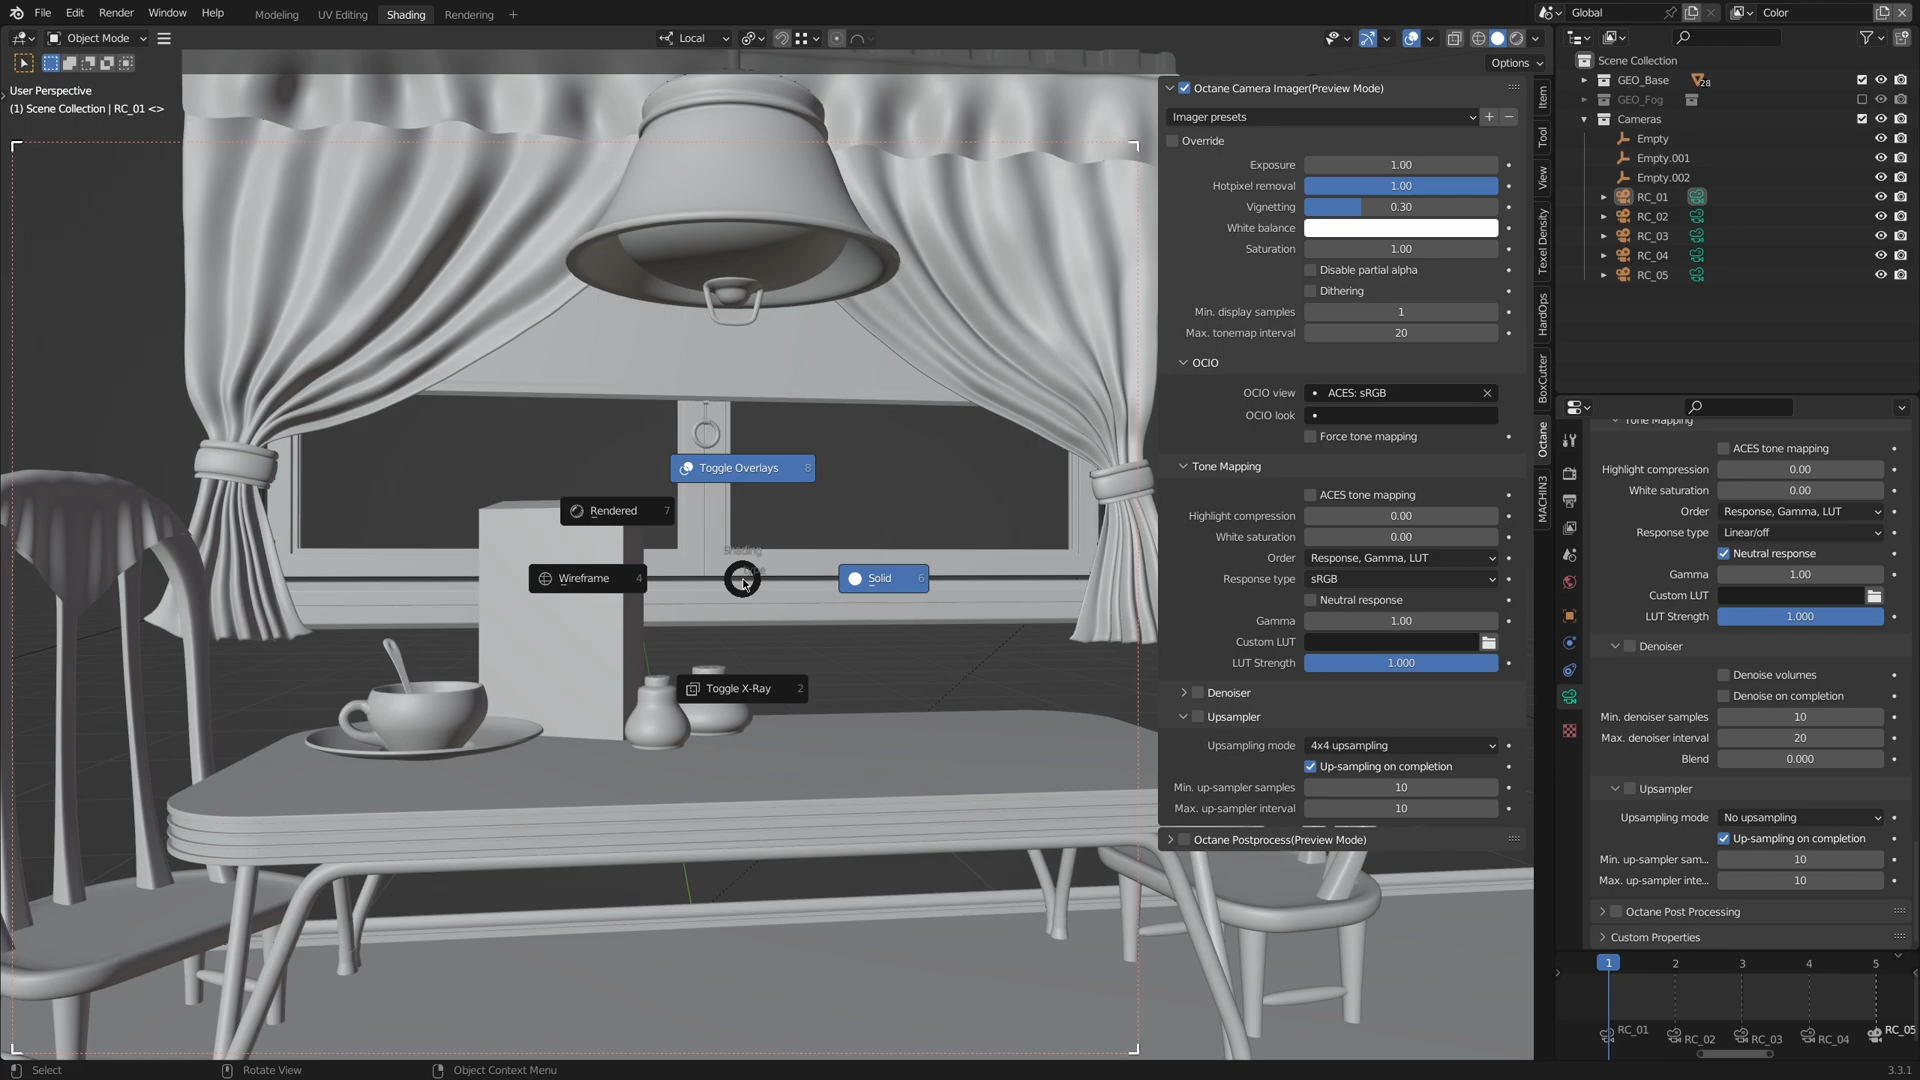 File Edit Render Window Help Modeling UV Editing Shading Rendering + Global Color
Object Mode Local
Options
User Perspective
(1) Scene Collection | RC_01 <>
Toggle Overlays 8
Rendered 7
Shading
Wireframe 4
Solid 6
Toggle X-Ray 2
Octane Camera Imager(Preview Mode)
Imager presets
Override
Exposure 1.00
Hotpixel removal 1.00
Vignetting 0.30
White balance
Saturation 1.00
Disable partial alpha
Dithering
Min. display samples 1
Max. tonemap interval 20
OCIO
OCIO view • ACES: sRGB
OCIO look •
Force tone mapping
Tone Mapping
ACES tone mapping
Highlight compression 0.00
White saturation 0.00
Order Response, Gamma, LUT
Response type sRGB
Neutral response
Gamma 1.00
Custom LUT
LUT Strength 1.000
Denoiser
Upsampler
Upsampling mode 4x4 upsampling
Up-sampling on completion
Min. up-sampler samples 10
Max. up-sampler interval 10
Octane Postprocess(Preview Mode)
Item
Tool
View
Texel Density
HardOps
BoxCutter
Octane
MACHIN3
Scene Collection
GEO_Base 28
GEO_Fog
Cameras
Empty
Empty.001
Empty.002
RC_01
RC_02
RC_03
RC_04
RC_05
Tone Mapping
ACES tone mapping
Highlight compression 0.00
White saturation 0.00
Order Response, Gamma, LUT
Response type Linear/off
Neutral response
Gamma 1.00
Custom LUT
LUT Strength 1.000
Denoiser
Denoise volumes
Denoise on completion
Min. denoiser samples 10
Max. denoiser interval 20
Blend 0.000
Upsampler
Upsampling mode No upsampling
Up-sampling on completion
Min. up-sampler sam... 10
Max. up-sampler inte... 10
Octane Post Processing
Custom Properties
1 2 3 4 5
RC_01 RC_02 RC_03 RC_04 RC_05
Select Rotate View Object Context Menu 3.3.1